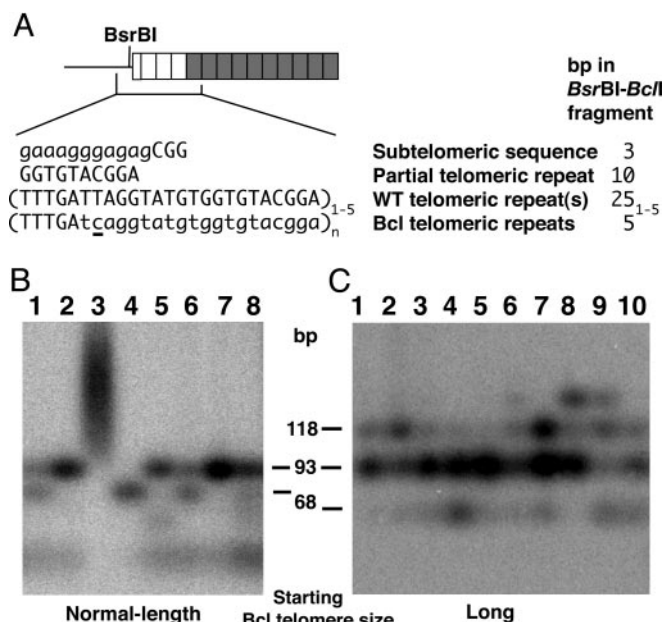 A
BsrBI
bp in
BsrBI-BclI
fragment
gaaagggagagCGG
GGTGTACGGA
(TTTGATTAGGTATGTGGTGTACGGA)1-5
(TTTGAtcaggtatgtggtgtacgga)n
Subtelomeric sequence 3
Partial telomeric repeat 10
WT telomeric repeat(s) 25 1-5
Bcl telomeric repeats 5
B
1 2 3 4 5 6 7 8
bp
C
1 2 3 4 5 6 7 8 9 10
118
93
68
Normal-length
Starting
Bcl telomere size
Long